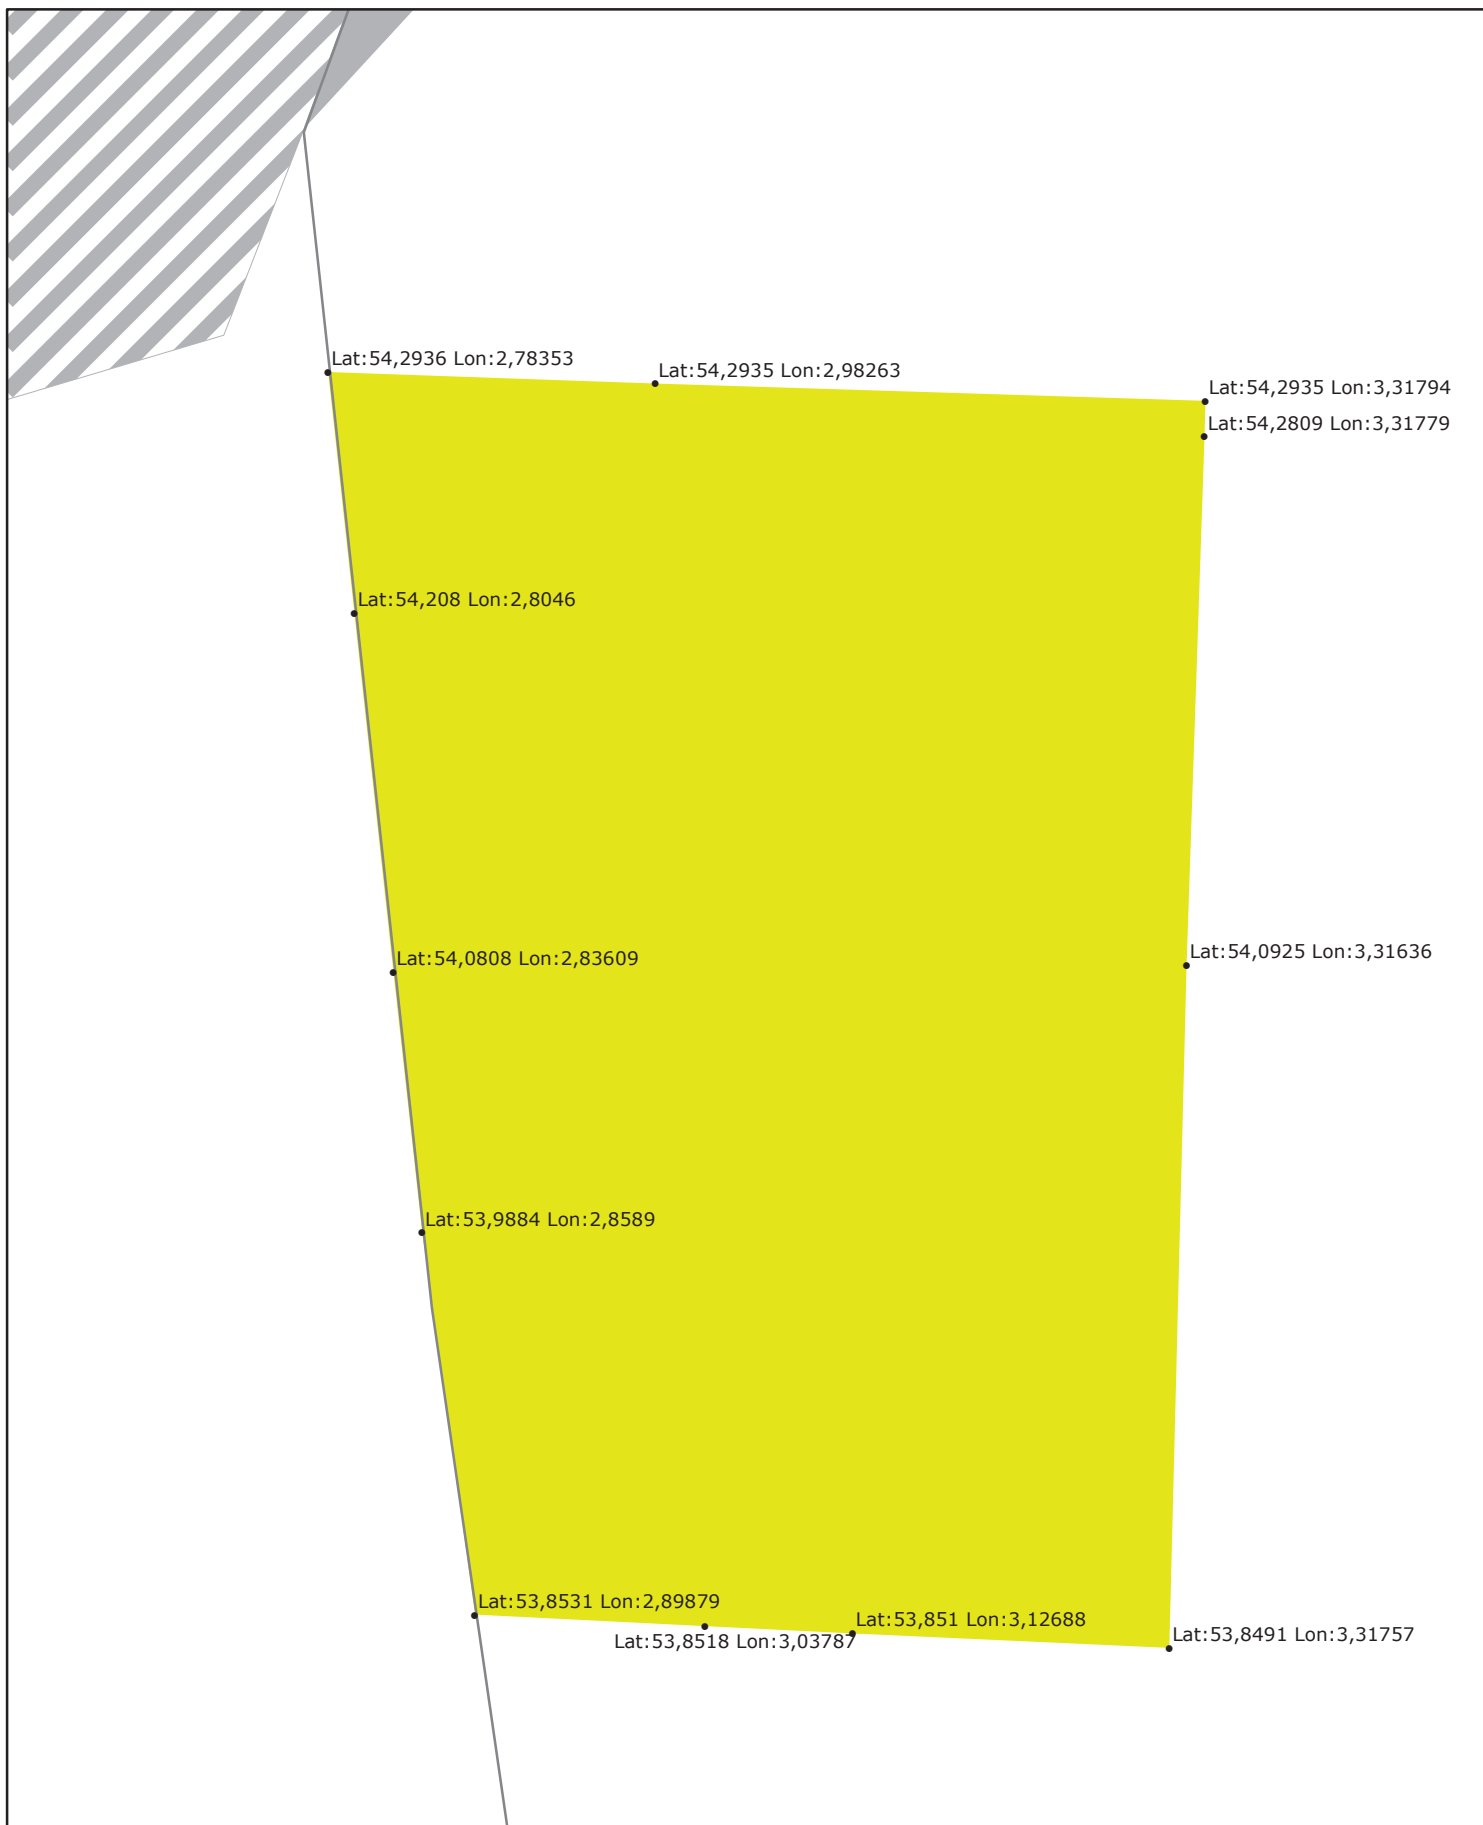 Lat:54,2936 Lon:2,78353
Lat:54,2935 Lon:2,98263
Lat:54,2935 Lon:3,31794
Lat:54,2809 Lon:3,31779
Lat:54,208 Lon:2,8046
Lat:54,0925 Lon:3,31636
Lat:54,0808 Lon:2,83609
Lat:53,9884 Lon:2,8589
Lat:53,8531 Lon:2,89879
Lat:53,851 Lon:3,12688
Lat:53,8491 Lon:3,31757
Lat:53,8518 Lon:3,03787